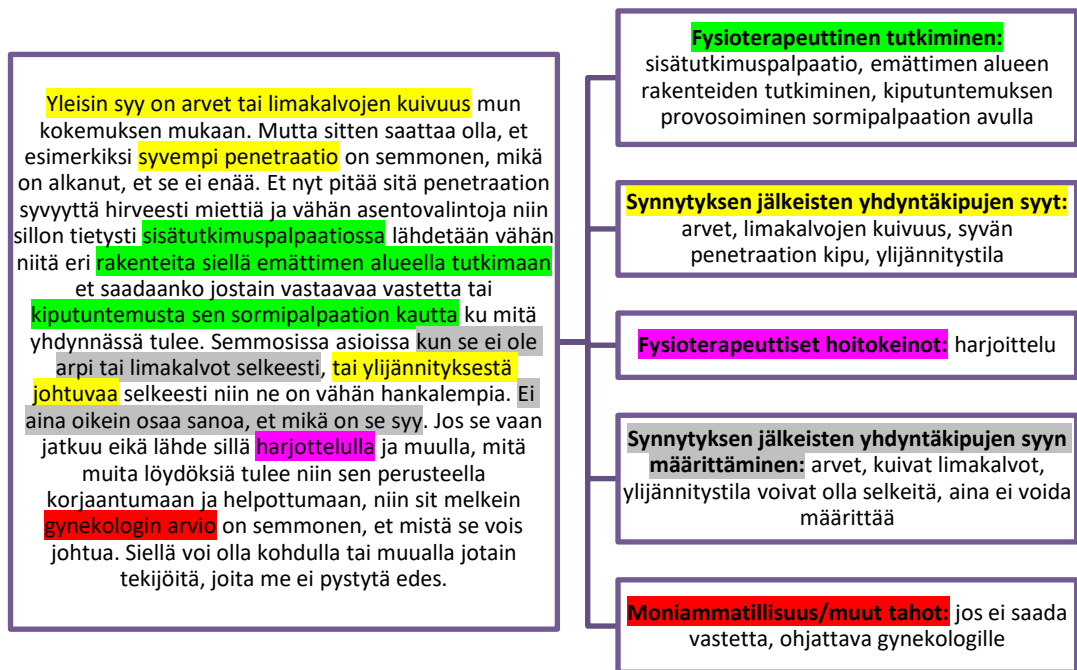 Yleisin syy on arvet tai limakalvojen kuivuus mun
kokemuksen mukaan. Mutta sitten saattaa olla, et
esimerkiksi syvempi penetraatio on semmonen, mikä
on alkanut, et se ei enää. Et nyt pitää sitä penetraation
syvyyttä hirveesti miettiä ja vähän asentovalintoja niin
sillon tietysti sisätutkimuspalpaatiossa lähdetään vähän
niitä eri rakenteita siellä emättimen alueella tutkimaan
et saadaanko jostain vastaavaa vastetta tai
kiputuntemusta sen sormipalpaation kautta ku mitä
yhdynnässä tulee. Semmosissa asioissa kun se ei ole
arpi tai limakalvot selkeesti, tai ylijännityksestä
johtuvaa selkeesti niin ne on vähän hankalempia. Ei
aina oikein osaa sanoa, et mikä on se syy. Jos se vaan
jatkuu eikä lähde sillä harjottelulla ja muulla, mitä
muita löydöksiä tulee niin sen perusteella
korjaantumaan ja helpottumaan, niin sit melkein
gynekologin arvio on semmonen, et mistä se vois
johtua. Siellä voi olla kohdulla tai muualla jotain
tekijöitä, joita me ei pystytä edes.
Fysioterapeuttinen tutkiminen:
sisätutkimuspalpaatio, emättimen alueen
rakenteiden tutkiminen, kiputuntemuksen
provosoiminen sormipalpaation avulla
Synnytyksen jälkeisten yhdyntäkipujen syyt:
arvet, limakalvojen kuivuus, syvän
penetraation kipu, ylijännitystila
Fysioterapeuttiset hoitokeinot: harjoittelu
Synnytyksen jälkeisten yhdyntäkipujen syyn
määrittäminen: arvet, kuivat limakalvot,
ylijännitystila voivat olla selkeitä, aina ei voida
määrittää
Moniammatillisuus/muut tahot: jos ei saada
vastetta, ohjattava gynekologille